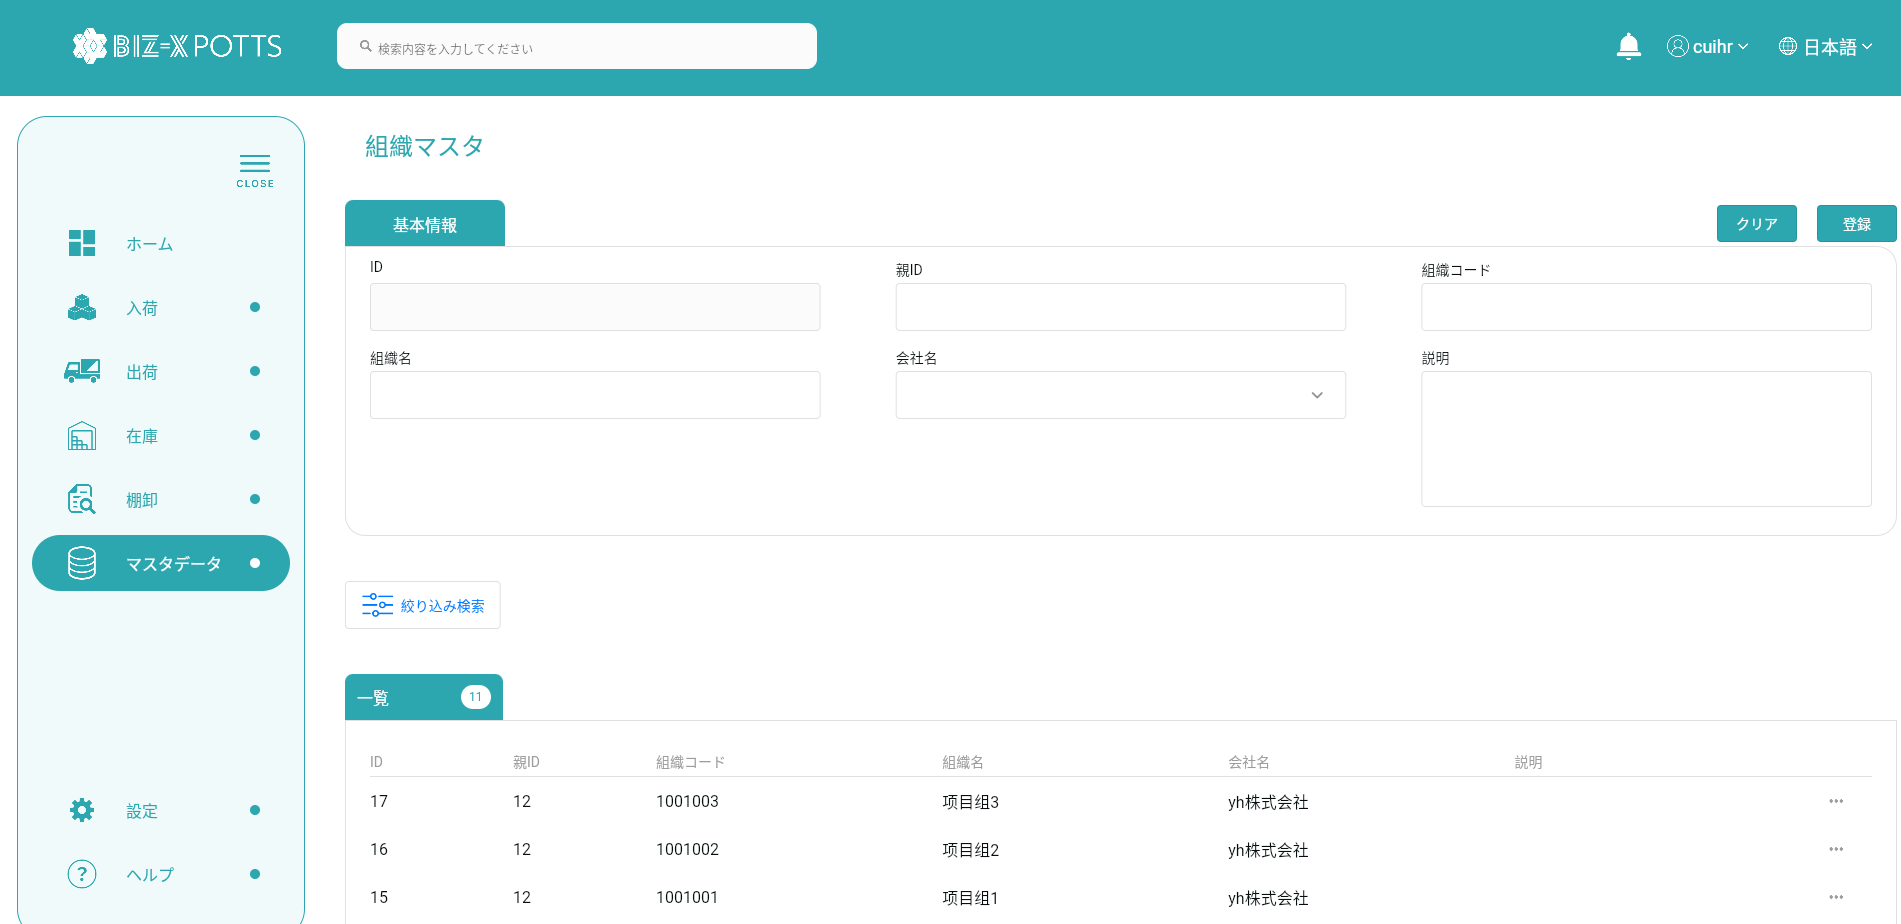 BIZ-X POTTS
検索内容を入力してください
cuihr
日本語
CLOSE
ホーム
入荷
出荷
在庫
棚卸
マスタデータ
設定
ヘルプ
組織マスタ
基本情報
クリア
登録
ID
親ID
組織コード
組織名
会社名
説明
絞り込み検索
一覧 11
ID 親ID 組織コード 組織名 会社名 説明
17 12 1001003 项目组3 yh株式会社
16 12 1001002 项目组2 yh株式会社
15 12 1001001 项目组1 yh株式会社